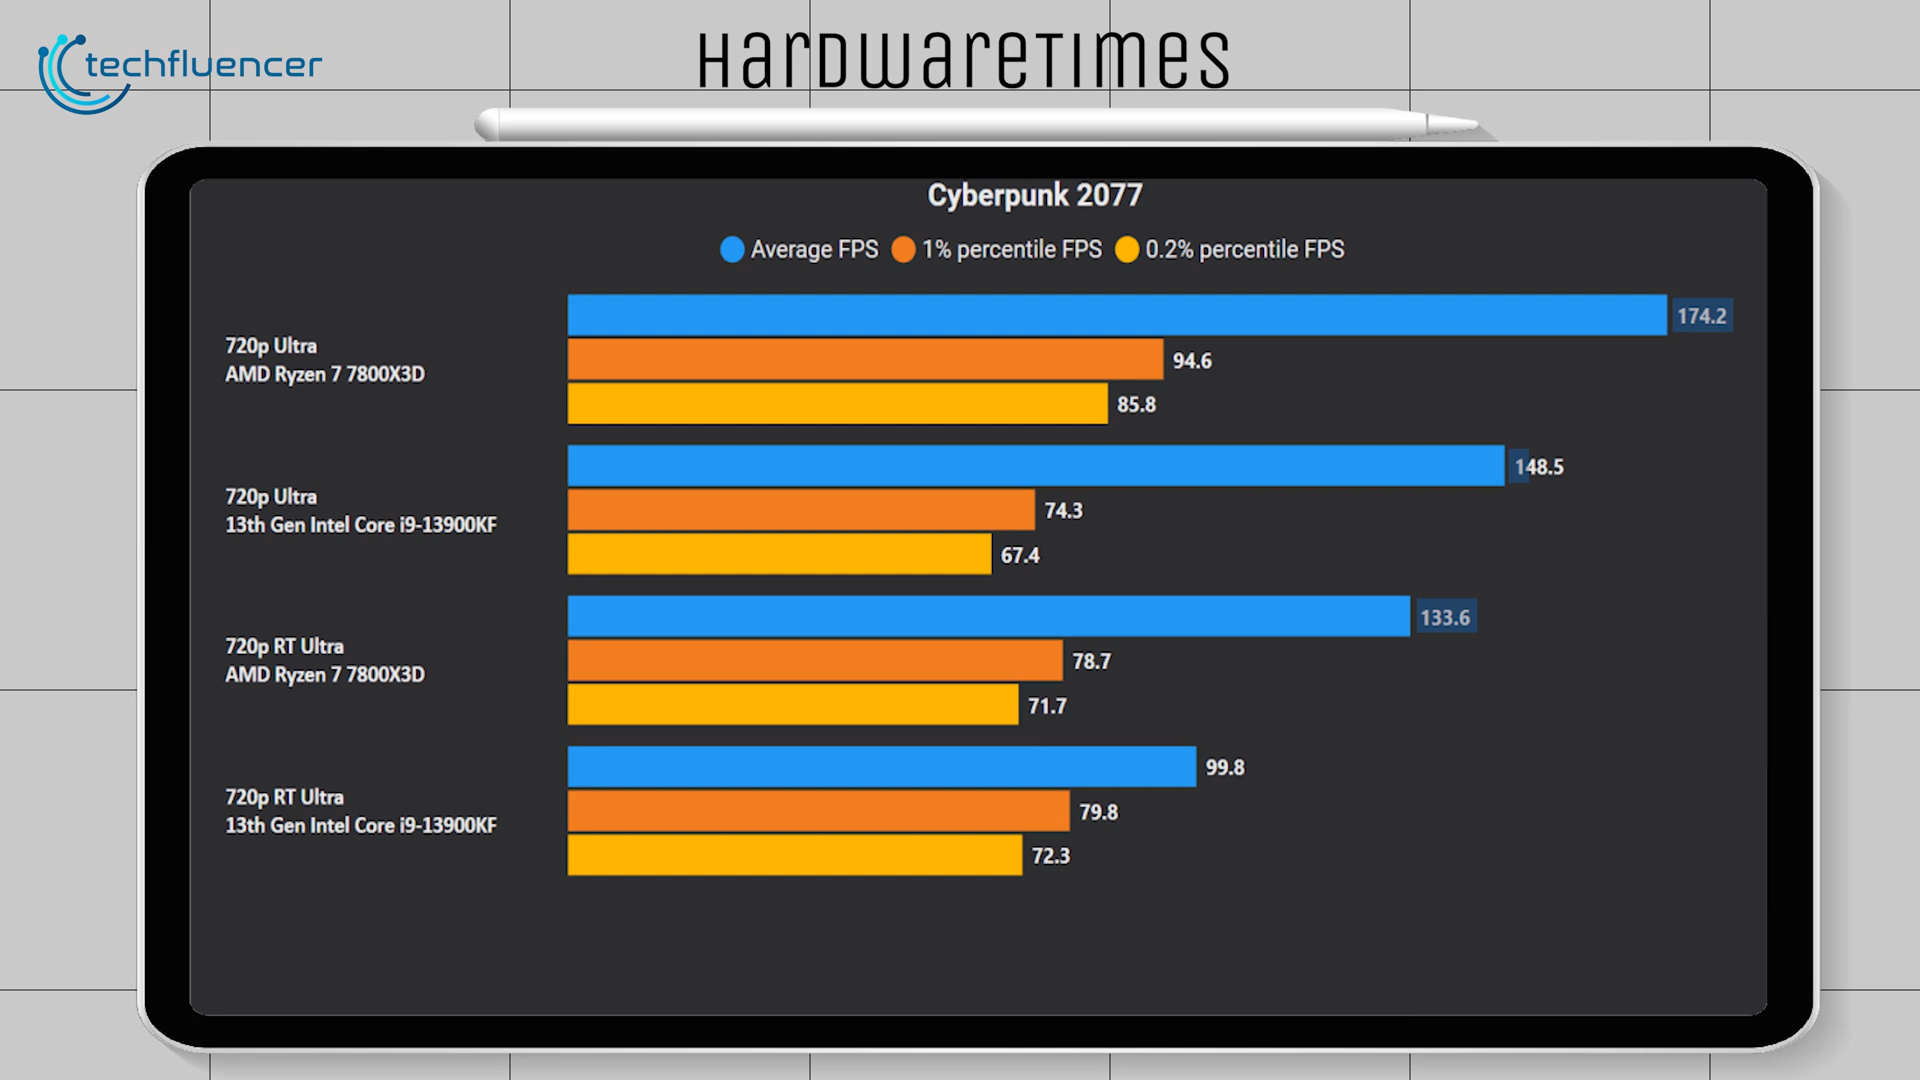 techfluencer
HardwareTimes
Cyberpunk 2077
Average FPS 1% percentile FPS 0.2% percentile FPS
720p Ultra
AMD Ryzen 7 7800X3D
174.2
94.6
85.8
720p Ultra
13th Gen Intel Core i9-13900KF
148.5
74.3
67.4
720p RT Ultra
AMD Ryzen 7 7800X3D
133.6
78.7
71.7
720p RT Ultra
13th Gen Intel Core i9-13900KF
99.8
79.8
72.3